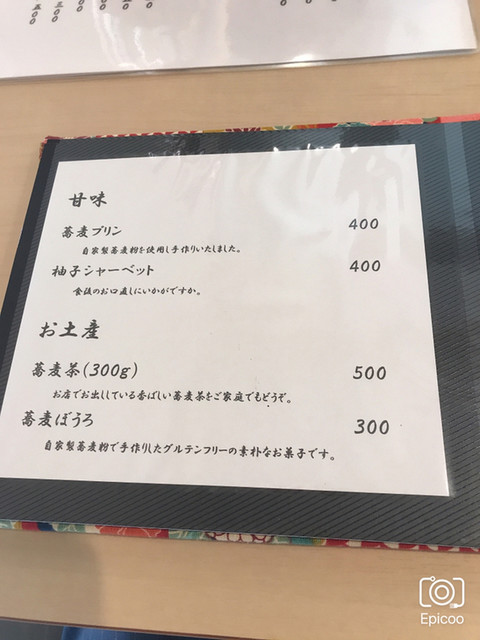 甘味
蕎麦プリン 400
自家製蕎麦粉を使用し手作りいたしました。
柚子シャーベット 400
食後のお口直しにいかがですか。
お土産
蕎麦茶(300g) 500
お店でお出ししている香ばしい蕎麦茶をご家庭でもどうぞ。
蕎麦ぼうろ 300
自家製蕎麦粉で手作りしたグルテンフリーの素朴なお菓子です。
Epicoo